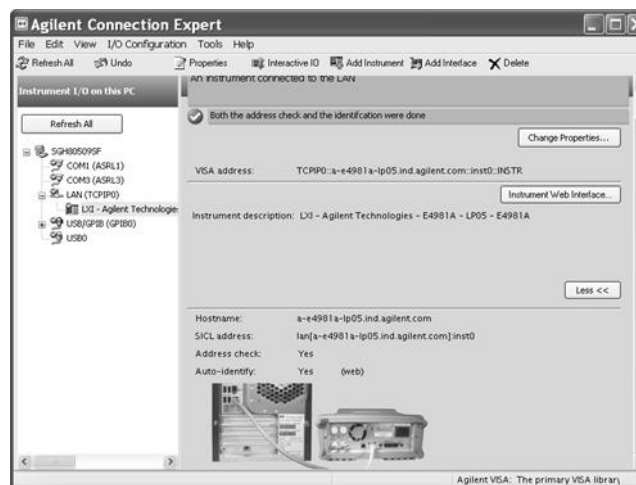 Agilent Connection Expert
File Edit View I/O Configuration Tools Help
Refresh All Undo Properties Interactive IO Add Instrument Add Interface Delete
Instrument I/O on this PC
An instrument connected to the LAN
Refresh All
Both the address check and the identifcation were done
Change Properties...
SGH80509SF
COM1 (ASRL1)
COM3 (ASRL3)
LAN (TCPIP0)
LXI - Agilent Technologie
USB/GPIB (GPIB0)
USB0
VISA address: TCPIP0::a-e4981a-lp05.ind.agilent.com::inst0::INSTR
Instrument Web Interface...
Instrument description: LXI - Agilent Technologies - E4981A - LP05 - E4981A
Less <<
Hostname: a-e4981a-lp05.ind.agilent.com
SICL address: lan[a-e4981a-lp05.ind.agilent.com]:inst0
Address check: Yes
Auto-identify: Yes (web)
Agilent VISA: The primary VISA library